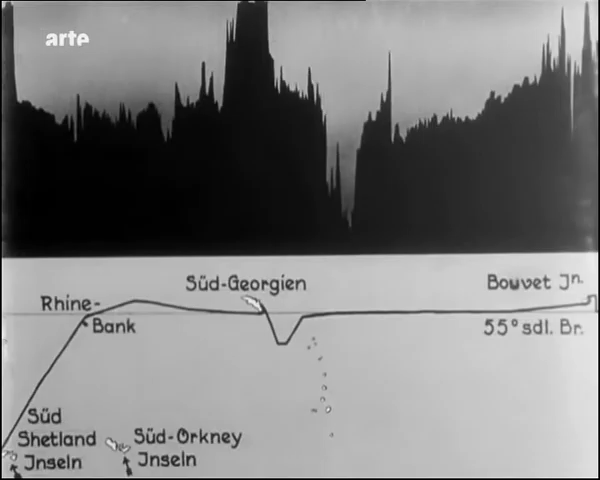 arte
Süd-Georgien
Bouvet Jn.
Rhine-
Bank
55° sdl. Br.
Süd
Shetland
Jnseln
Süd-Orkney
Jnseln